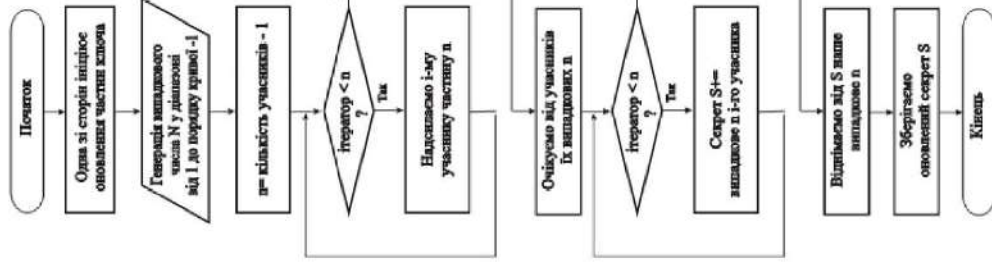 Початок
Одна зі сторін ініціює
оновлення частин ключа
Генерація випадкового
числа N у діапазоні
від 1 до порядку кривої -1
n= кількість учасників - 1
ітератор < n
?
Так
Надсилаємо і-му
учаснику частину n
Очікуємо від учасників
їх випадкових n
ітератор < n
?
Так
Секрет S+=
випадкове n і-го учасника
Віднімаємо від S наше
випадкове n
Зберігаємо
оновлений секрет S
Кінець